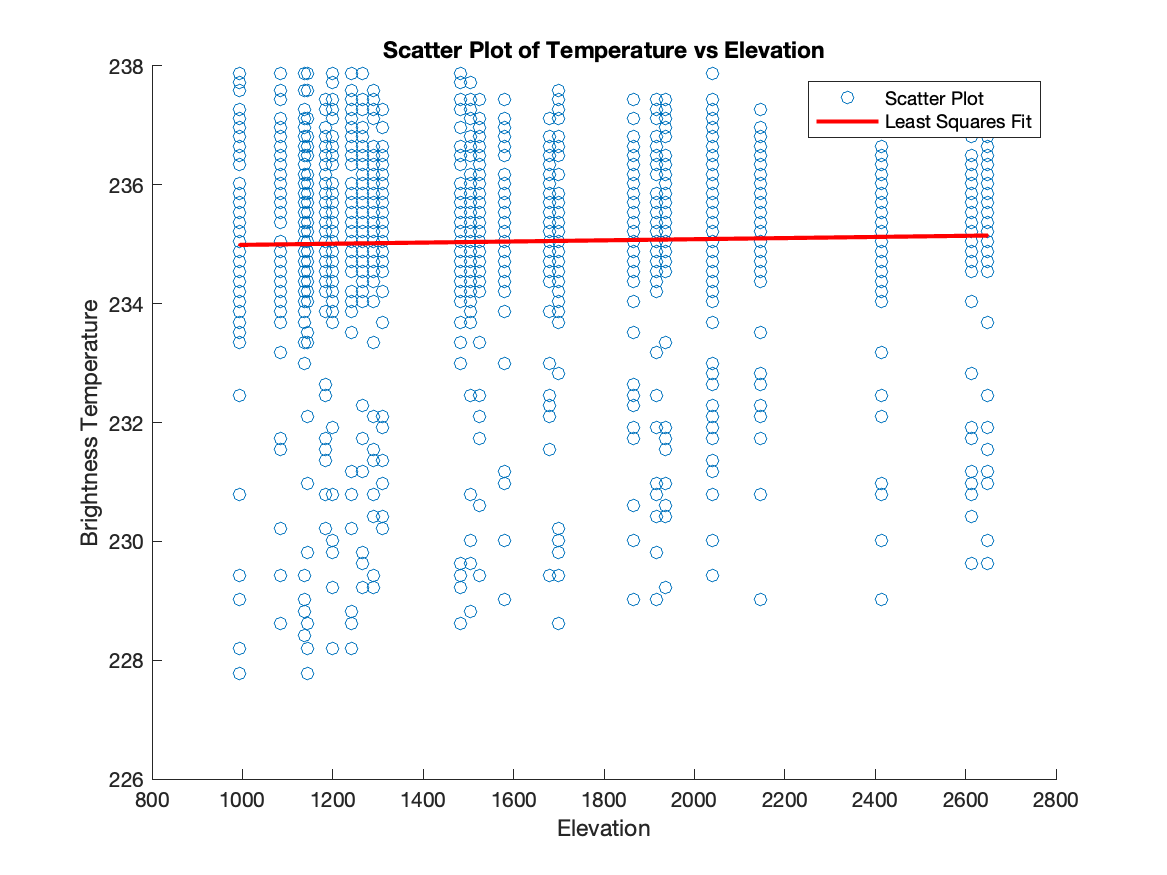 Scatter Plot of Temperature vs Elevation
238
236
234
232
230
228
226
Brightness Temperature
Scatter Plot
Least Squares Fit
800 1000 1200 1400 1600 1800 2000 2200 2400 2600 2800
Elevation